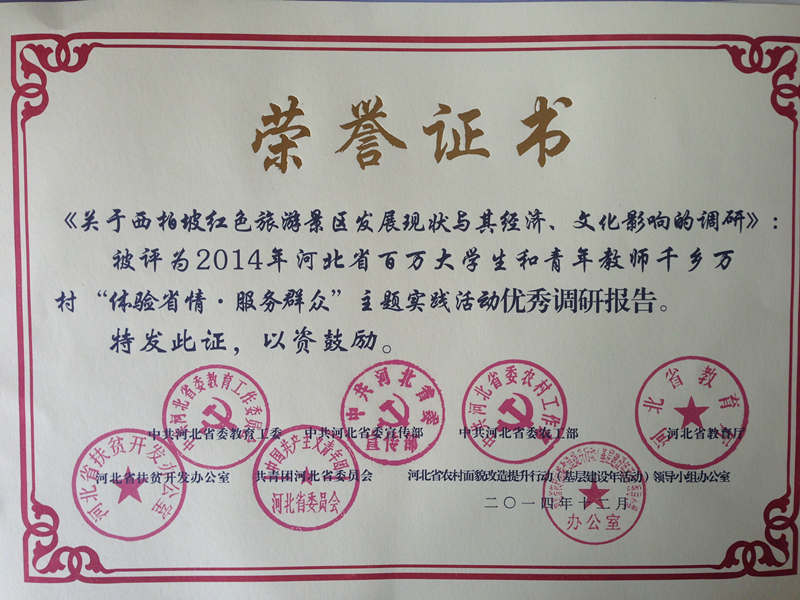 荣誉证书
《关于西柏坡红色旅游景区发展现状与其经济、文化影响的调研》:
被评为2014年河北省百万大学生和青年教师千乡万
村“体验省情·服务群众”主题实践活动优秀调研报告。
特发此证，以资鼓励。
中共河北省委教育工委 中共河北省委宣传部 中共河北省委农工部 河北省教育厅
河北省扶贫开发办公室 共青团河北省委员会 河北省农村面貌改造提升行动（基层建设年活动）领导小组办公室
二〇一四年十二月
中共河北省委教育工作委员会
中共河北省委
宣传部
中共河北省委农村工作部
河北省教育厅
河北省扶贫开发办公室
中国共产主义青年团
河北省委员会
办公室